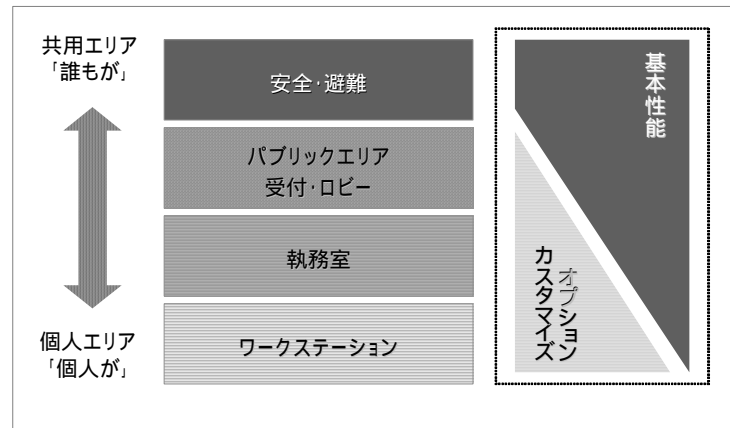 共用エリア
「誰もが」
安全・避難
パブリックエリア
受付・ロビー
執務室
ワークステーション
個人エリア
「個人が」
基本性能
オプション
カスタマイズ